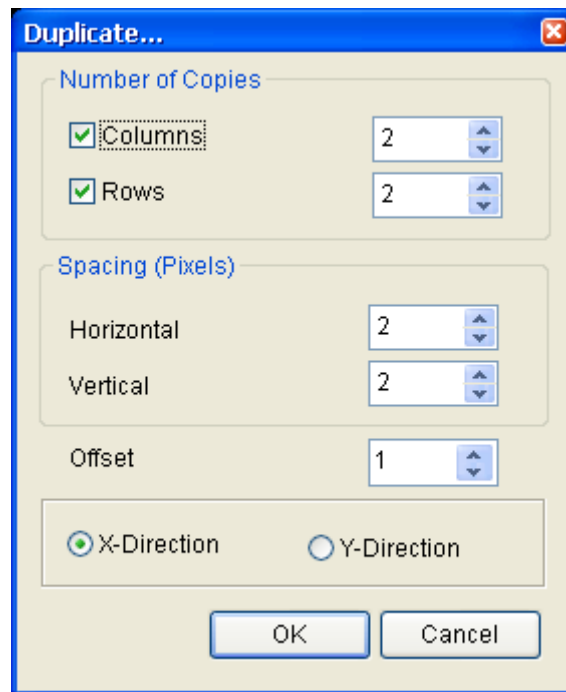 Duplicate...
Number of Copies
Columns 2
Rows 2
Spacing (Pixels)
Horizontal 2
Vertical 2
Offset 1
X-Direction Y-Direction
OK Cancel